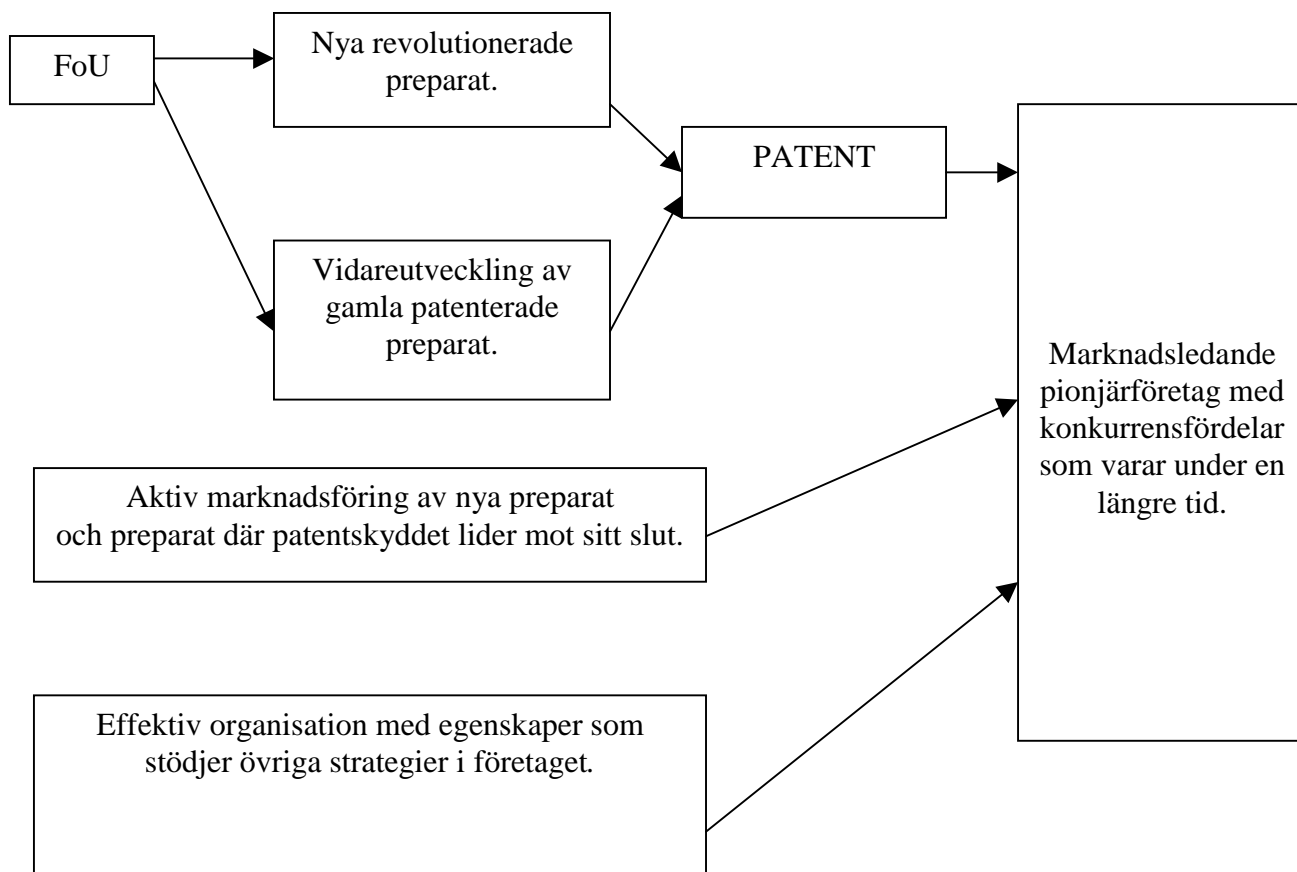 FoU
Nya revolutionerade
preparat.
PATENT
Vidareutveckling av
gamla patenterade
preparat.
Marknadsledande
pionjärföretag med
konkurrensfördelar
som varar under en
längre tid.
Aktiv marknadsföring av nya preparat
och preparat där patentskyddet lider mot sitt slut.
Effektiv organisation med egenskaper som
stödjer övriga strategier i företaget.